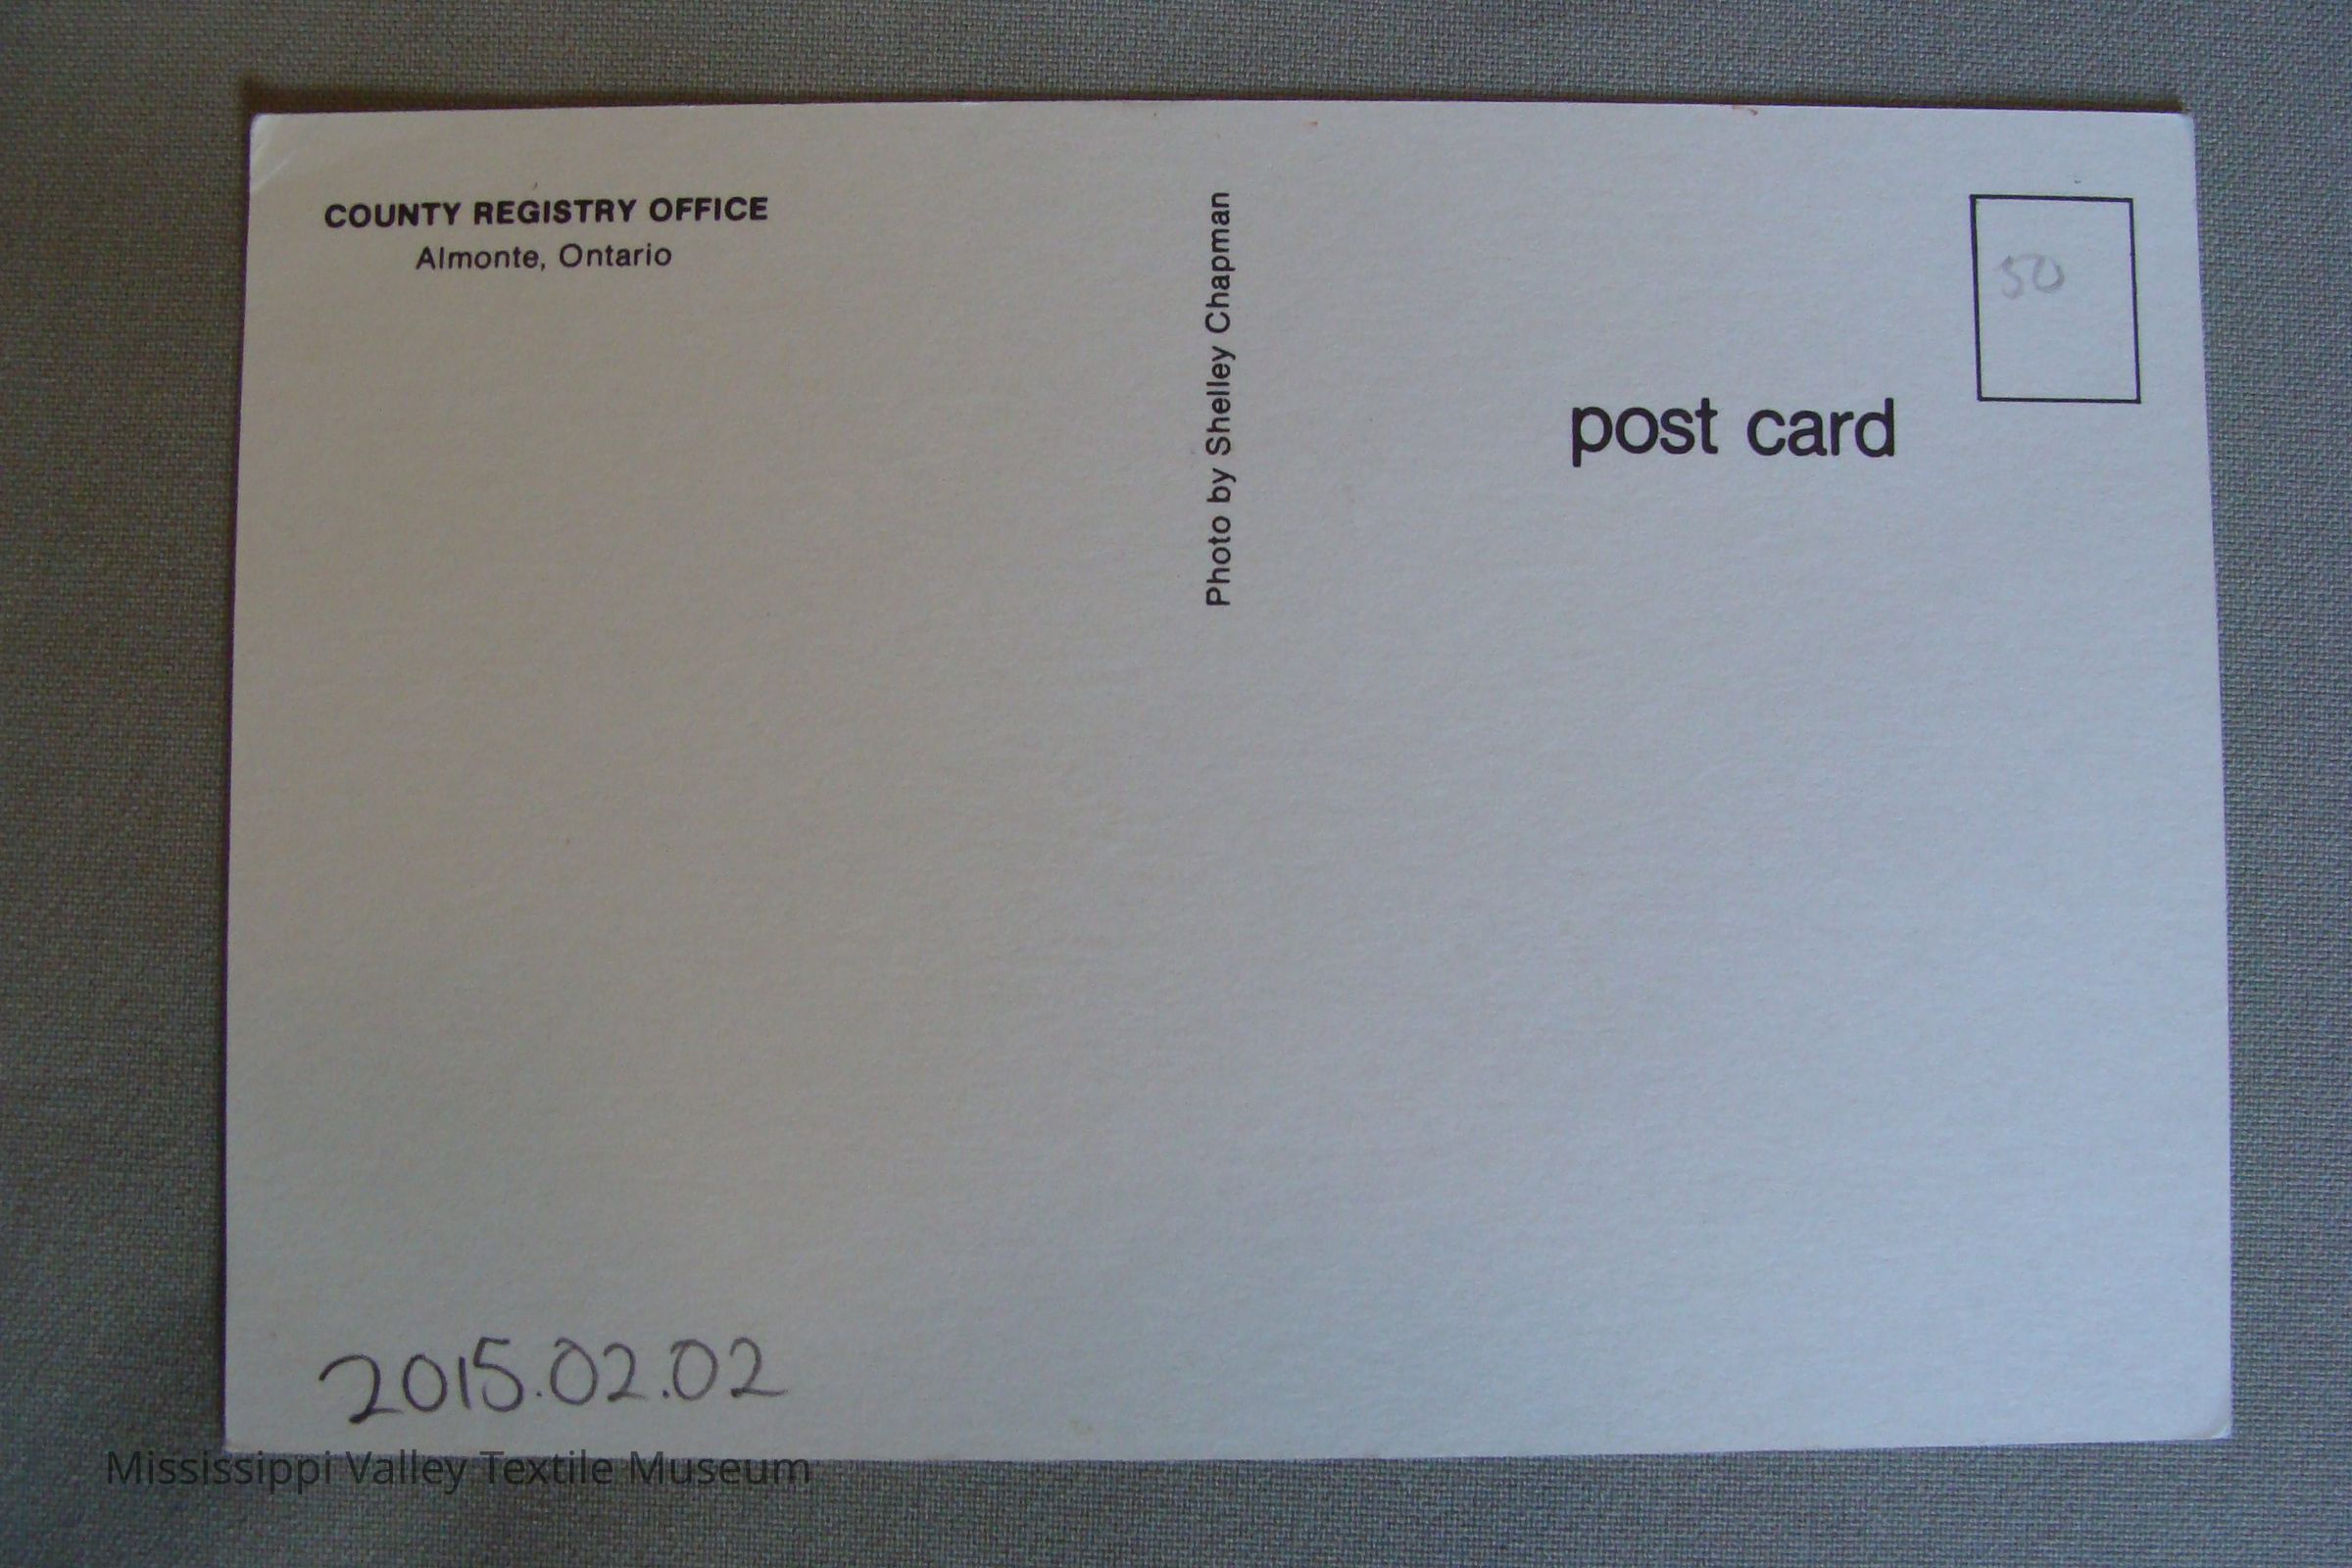 COUNTY REGISTRY OFFICE
Almonte, Ontario
Photo by Shelley Chapman
50
post card
2015.02.02
Mississippi Valley Textile Museum